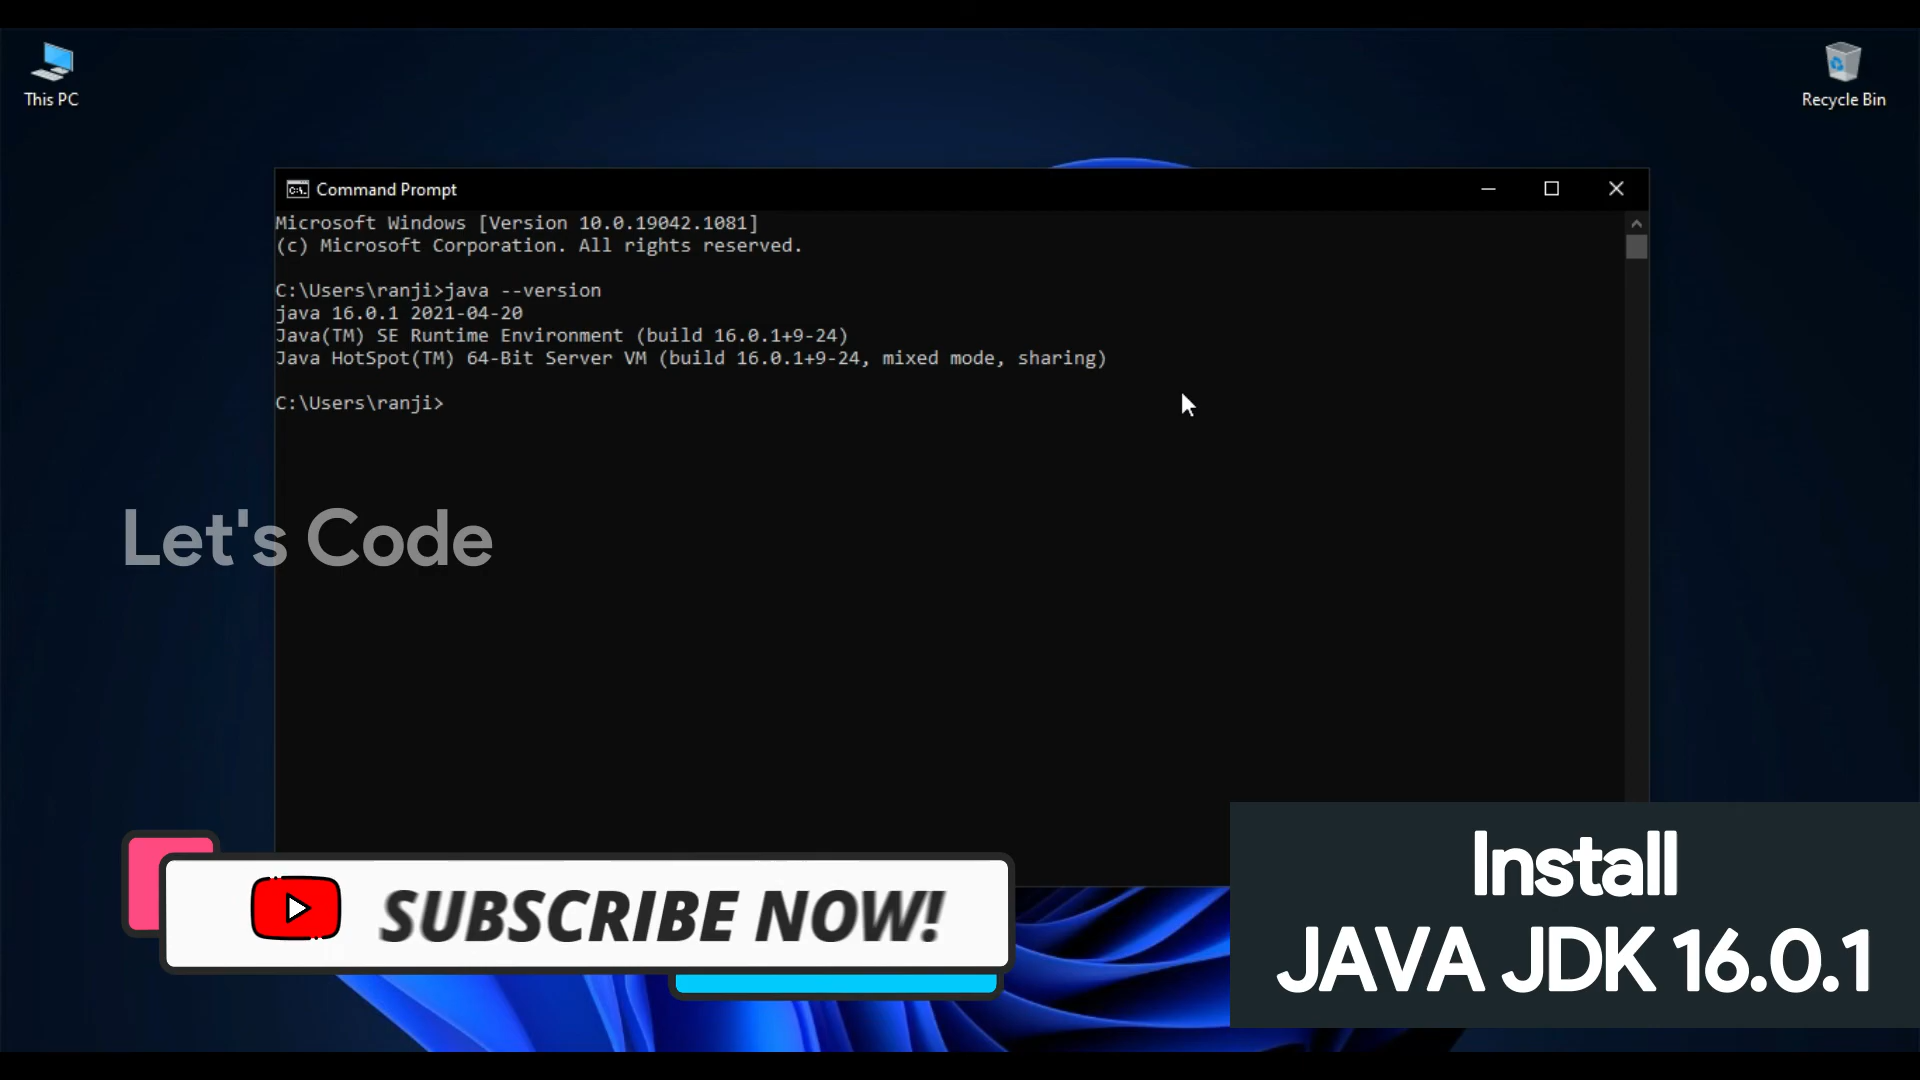 This PC
Recycle Bin
Command Prompt
Microsoft Windows [Version 10.0.19042.1081]
(c) Microsoft Corporation. All rights reserved.
C:\Users\ranji>java --version
java 16.0.1 2021-04-20
Java(TM) SE Runtime Environment (build 16.0.1+9-24)
Java HotSpot(TM) 64-Bit Server VM (build 16.0.1+9-24, mixed mode, sharing)
C:\Users\ranji>
Let's Code
SUBSCRIBE NOW!
Install
JAVA JDK 16.0.1